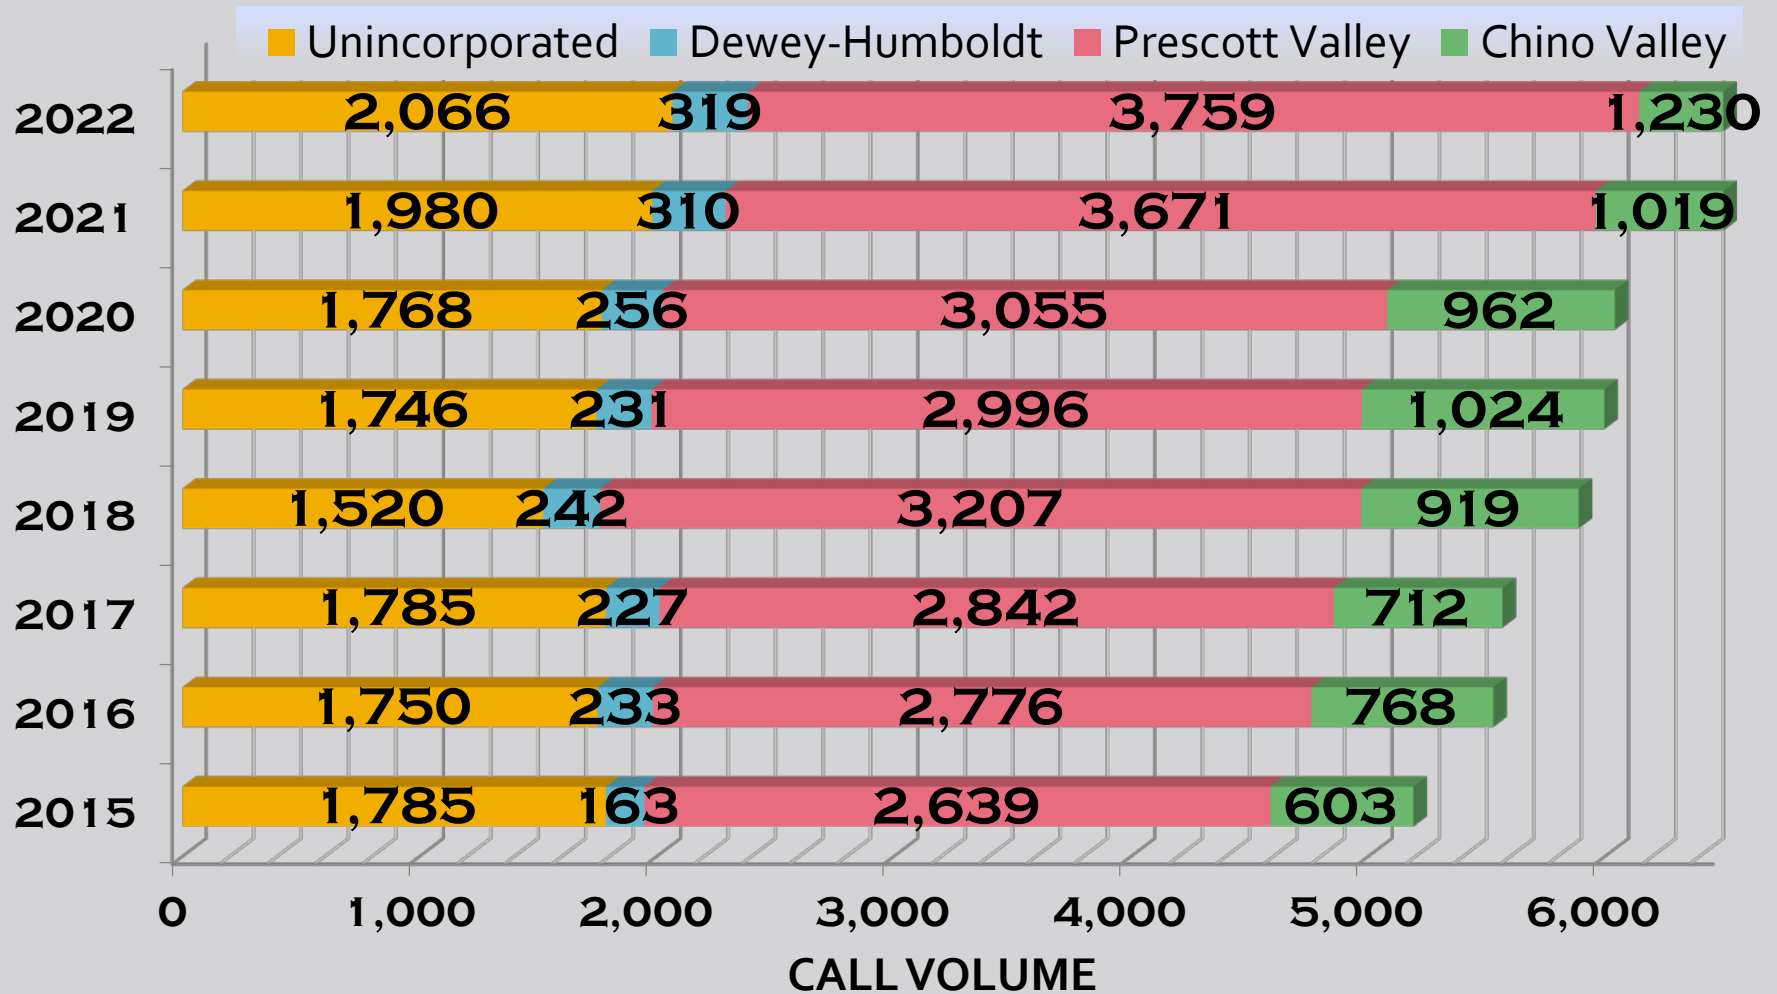 Unincorporated Dewey-Humboldt Prescott Valley Chino Valley
2022 2,066 319 3,759 1,230
2021 1,980 310 3,671 1,019
2020 1,768 256 3,055 962
2019 1,746 231 2,996 1,024
2018 1,520 242 3,207 919
2017 1,785 227 2,842 712
2016 1,750 233 2,776 768
2015 1,785 163 2,639 603
0 1,000 2,000 3,000 4,000 5,000 6,000
CALL VOLUME